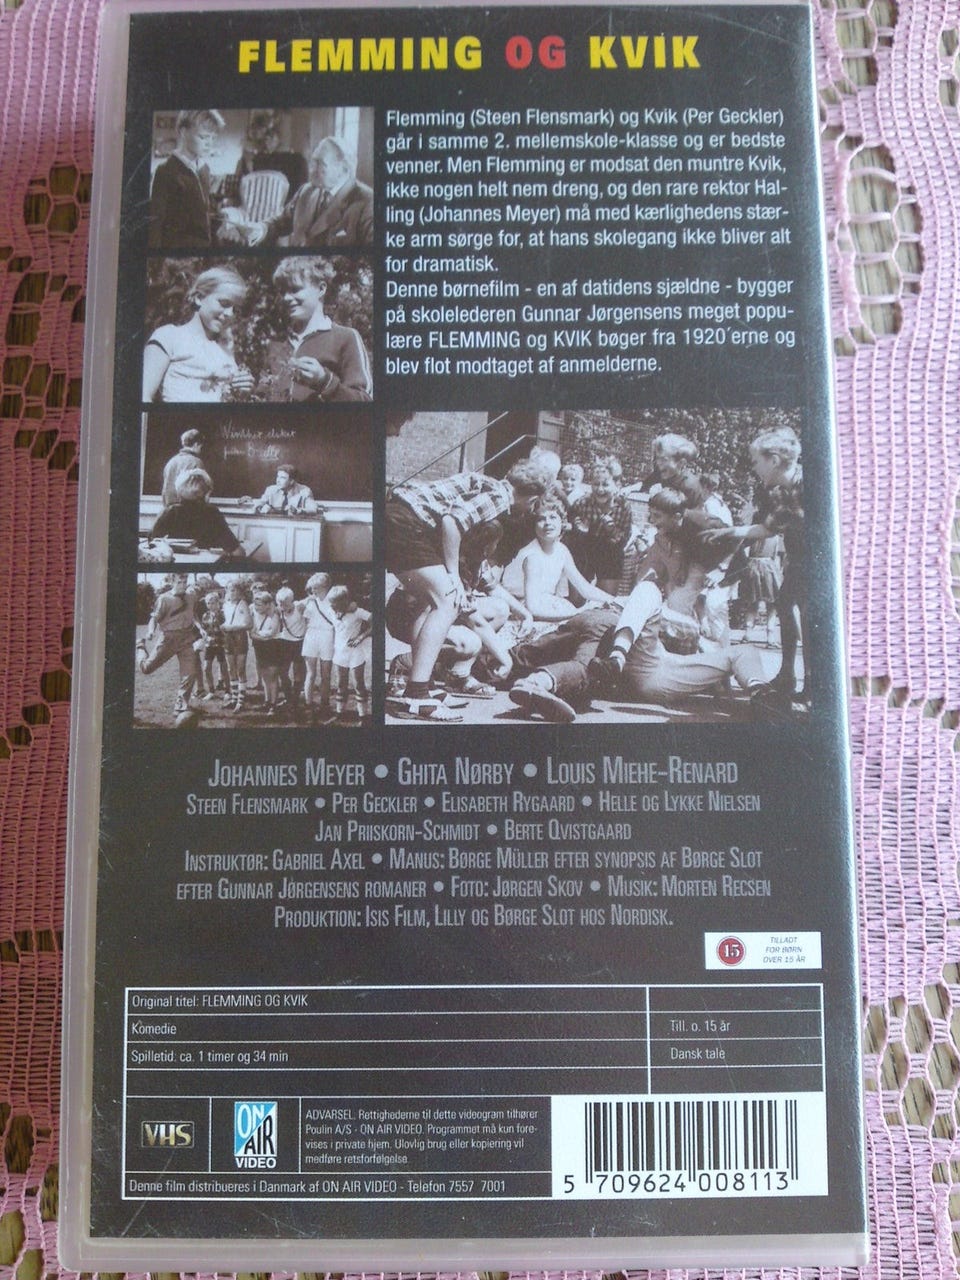 FLEMMING OG KVIK
Flemming (Steen Flensmark) og Kvik (Per Geckler)
går i samme 2. mellemskole-klasse og er bedste
venner. Men Flemming er modsat den muntre Kvik,
ikke nogen helt nem dreng, og den rare rektor Hal-
ling (Johannes Meyer) må med kærlighedens stær-
ke arm sørge for, at hans skolegang ikke bliver alt
for dramatisk.
Denne børnefilm - en af datidens sjældne - bygger
på skolelederen Gunnar Jørgensens meget popu-
lære FLEMMING og KVIK bøger fra 1920´erne og
blev flot modtaget af anmelderne.
JOHANNES MEYER • GHITA NØRBY • LOUIS MIEHE-RENARD
STEEN FLENSMARK • PER GECKLER • ELISABETH RYGAARD • HELLE OG LYKKE NIELSEN
JAN PRIISKORN-SCHMIDT • BERTE QVISTGAARD
INSTRUKTØR: GABRIEL AXEL • MANUS: BØRGE MÜLLER EFTER SYNOPSIS AF BØRGE SLOT
EFTER GUNNAR JØRGENSENS ROMANER • FOTO: JØRGEN SKOV • MUSIK: MORTEN RECSEN
PRODUKTION: ISIS FILM, LILLY OG BØRGE SLOT HOS NORDISK.
15
TILLADT
FOR BØRN
OVER 15 ÅR
Original titel: FLEMMING OG KVIK
Komedie
Till. o. 15 år
Spilletid: ca. 1 timer og 34 min
Dansk tale
VHS
ON
AIR
VIDEO
ADVARSEL. Rettighederne til dette videogram tilhører
Poulin A/S - ON AIR VIDEO. Programmet må kun fore-
vises i private hjem. Ulovlig brug eller kopiering vil
medføre retsforfølgelse.
Denne film distribueres i Danmark af ON AIR VIDEO - Telefon 7557 7001
5 709624 008113